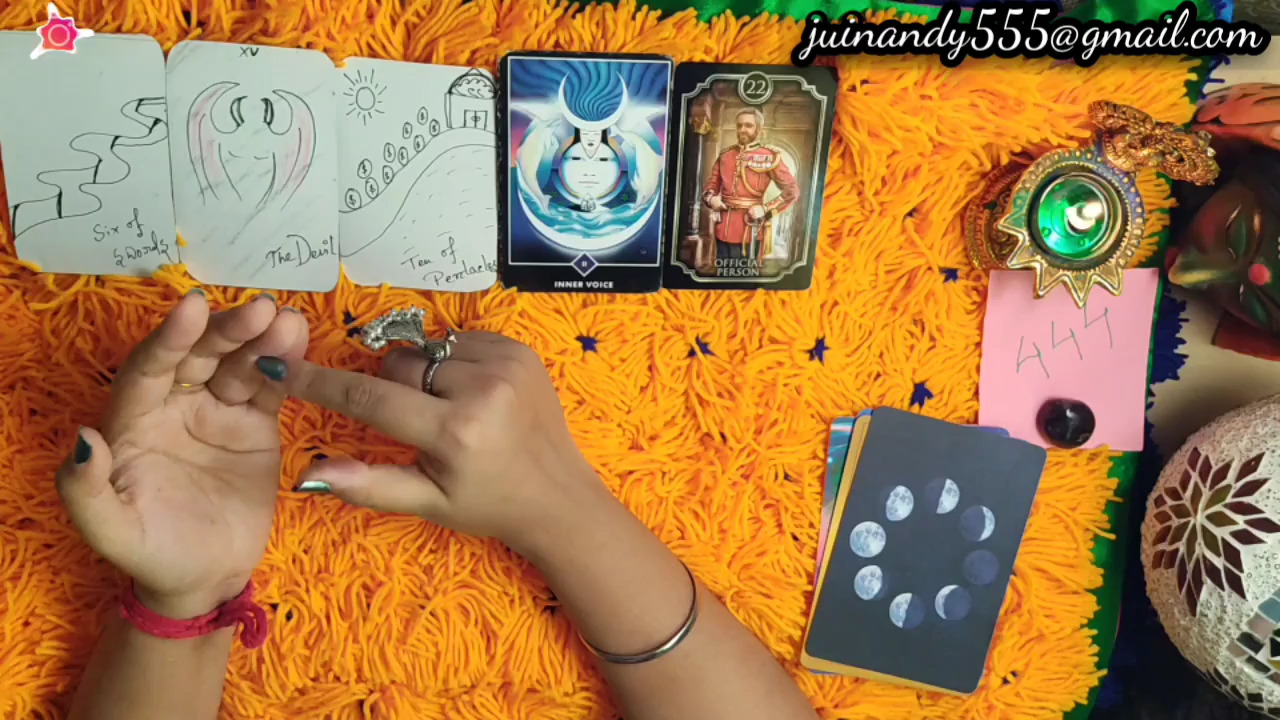 juinandy555@gmail.com
XV
22
Six of
Swords
The Devil
Ten of
Pentacles
INNER VOICE
OFFICIAL
PERSON
444